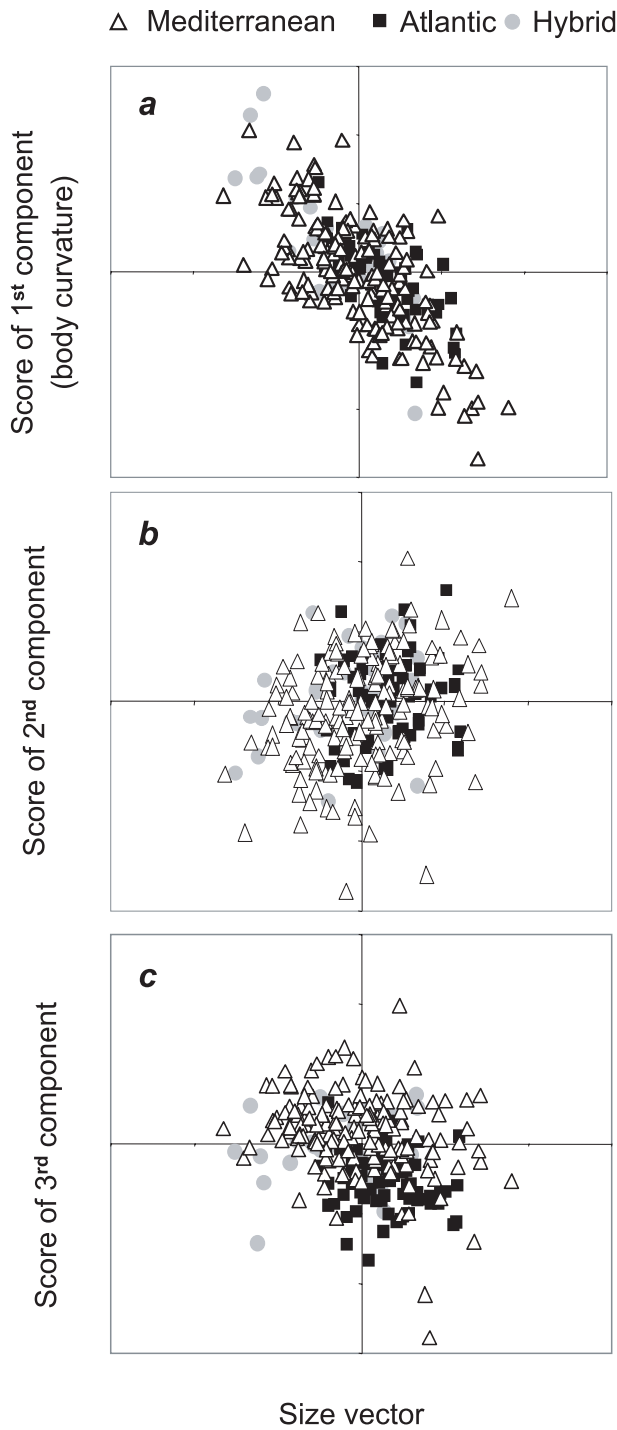 Mediterranean Atlantic Hybrid
a
Score of 1st component
(body curvature)
b
Score of 2nd component
c
Score of 3rd component
Size vector